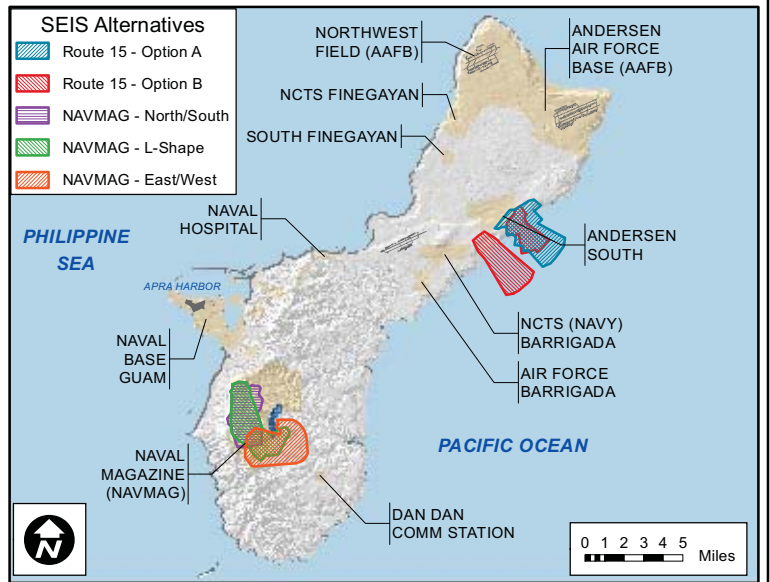 SEIS Alternatives
Route 15 - Option A
Route 15 - Option B
NAVMAG - North/South
NAVMAG - L-Shape
NAVMAG - East/West
NORTHWEST
FIELD (AAFB)
ANDERSEN
AIR FORCE
BASE (AAFB)
NCTS FINEGAYAN
SOUTH FINEGAYAN
NAVAL
HOSPITAL
PHILIPPINE
SEA
ANDERSEN
SOUTH
APRA HARBOR
NAVAL
BASE
GUAM
NCTS (NAVY)
BARRIGADA
AIR FORCE
BARRIGADA
PACIFIC OCEAN
NAVAL
MAGAZINE
(NAVMAG)
DAN DAN
COMM STATION
N
0 1 2 3 4 5
Miles